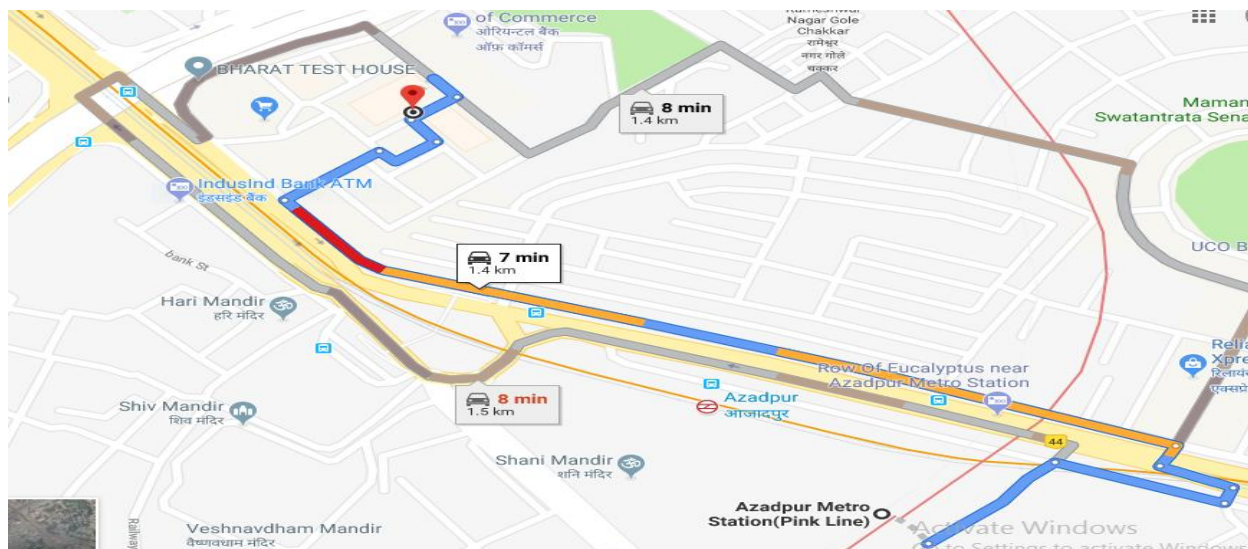 of Commerce
ओरियन्टल बैंक
ऑफ़ कॉमर्स
Nagar Gole
Chakkar
रामेश्वर
नगर गोले
चक्कर
BHARAT TEST HOUSE
8 min
1.4 km
Maman
Swatantrata Sena
IndusInd Bank ATM
इंडसइंड बैंक
UCO B
bank St
7 min
1.4 km
Hari Mandir
हरि मंदिर
Relia
Xpre
रिलायंस
एक्सप्रे
Row Of Eucalyptus near
Azadpur Metro Station
8 min
1.5 km
Azadpur
आजादपुर
Shiv Mandir
शिव मंदिर
44
Shani Mandir
शनि मंदिर
Azadpur Metro
Station(Pink Line)
Veshnavdham Mandir
वैष्णवधाम मंदिर
Railway
Activate Windows
Go to Settings to activate Windows